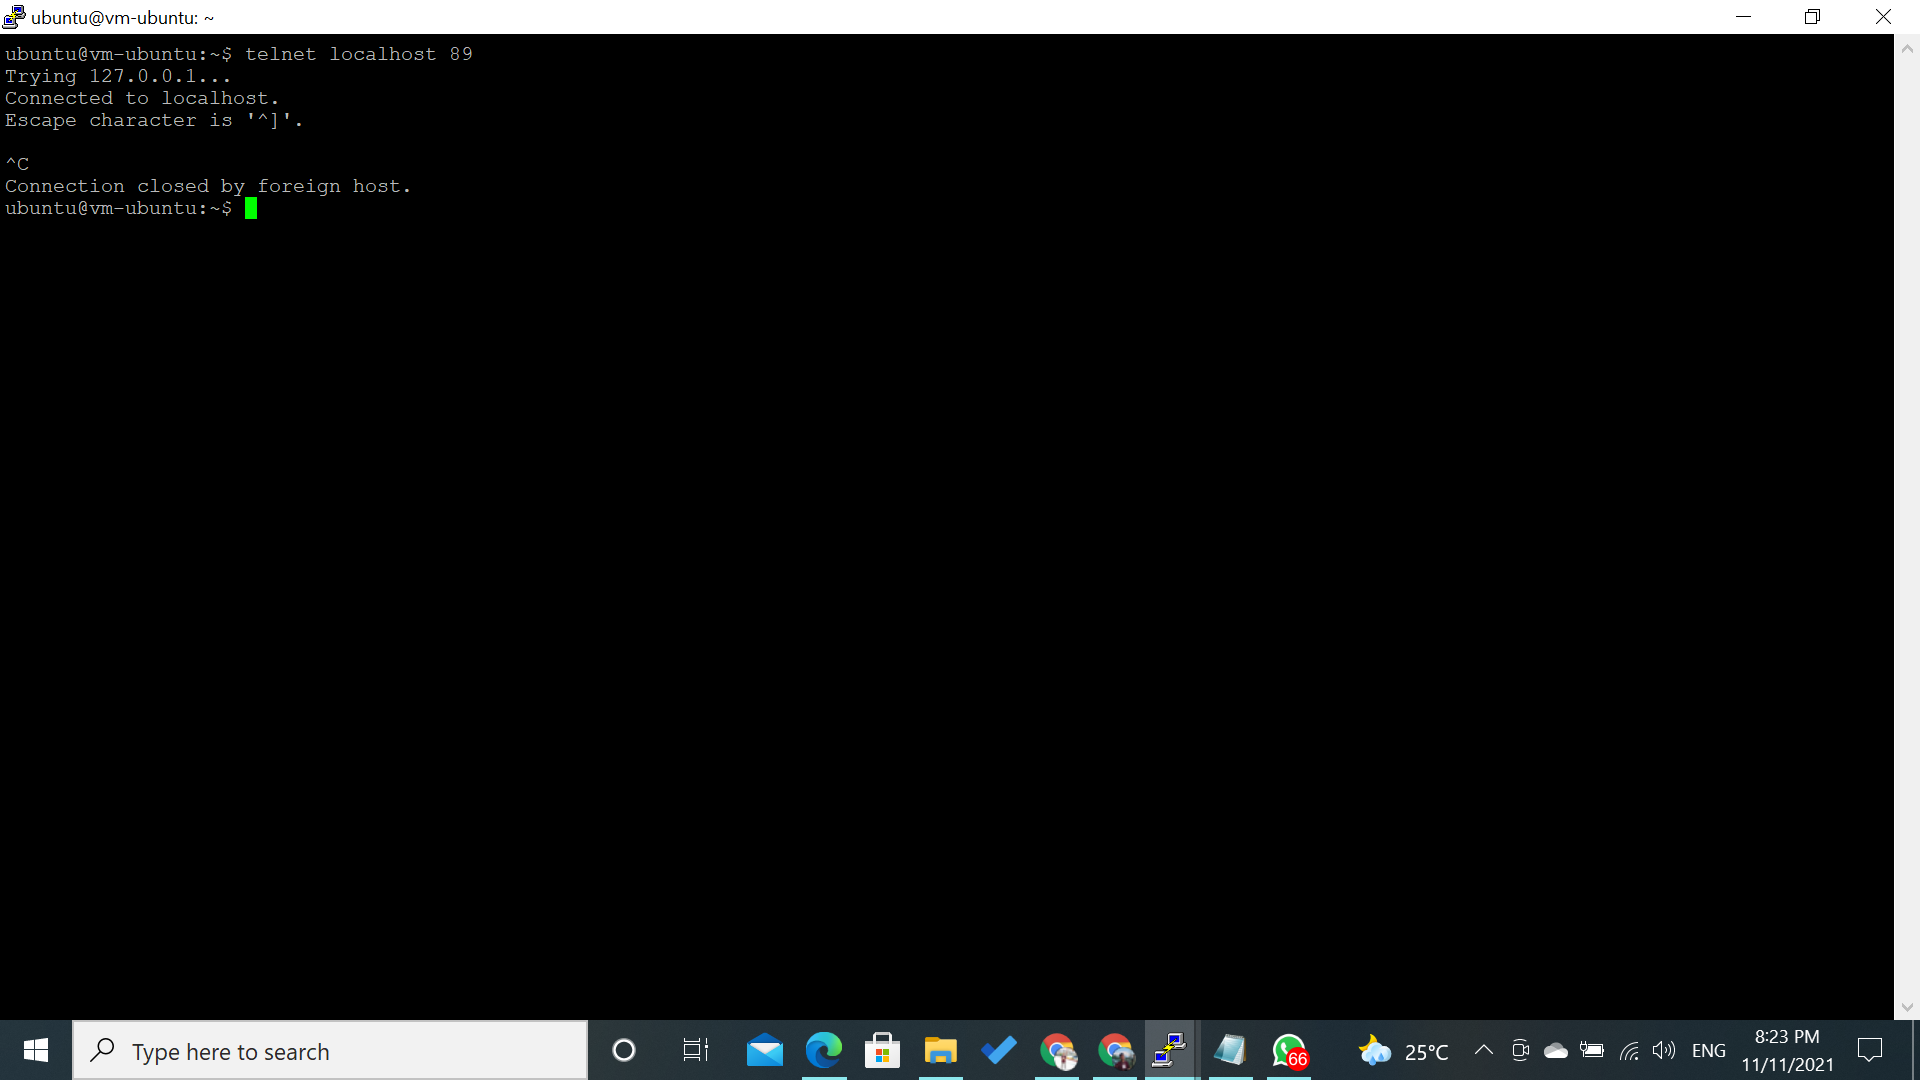 ubuntu@vm-ubuntu: ~
ubuntu@vm-ubuntu:~$ telnet localhost 89
Trying 127.0.0.1...
Connected to localhost.
Escape character is '^]'.
^C
Connection closed by foreign host.
ubuntu@vm-ubuntu:~$
Type here to search
66
25°C
ENG
8:23 PM
11/11/2021